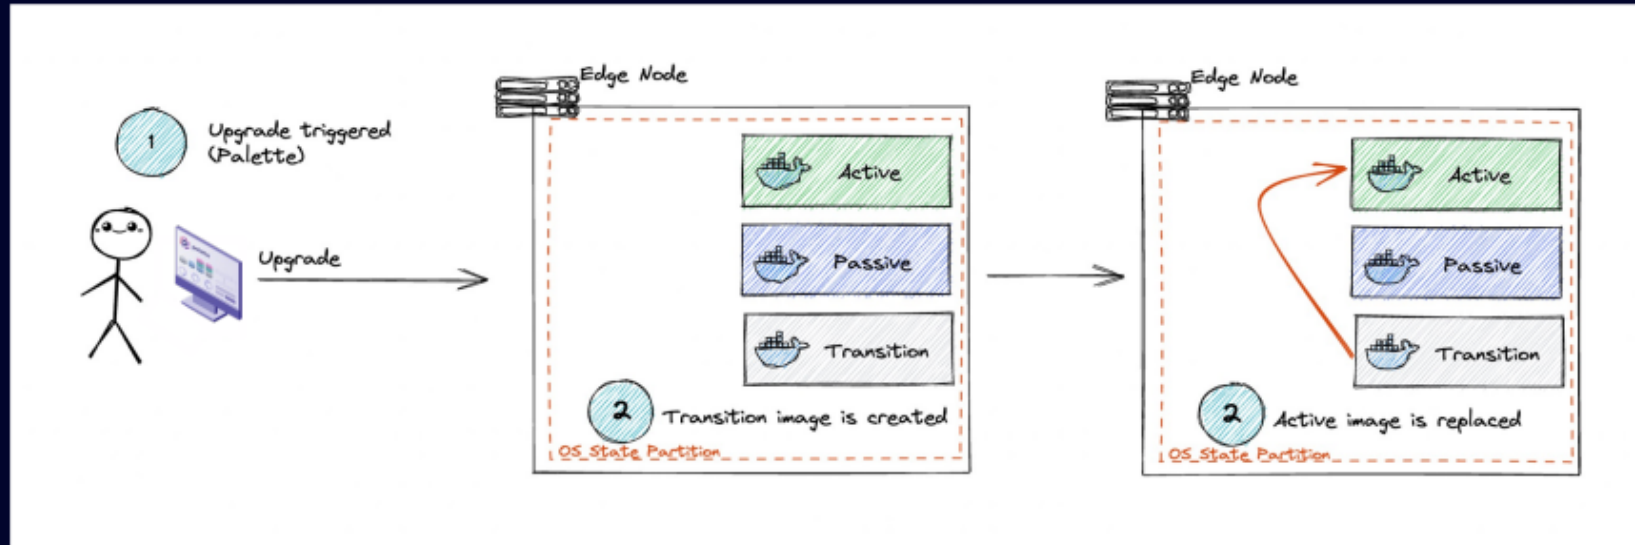 1
Upgrade triggered
(Palette)
Upgrade
Edge Node
Active
Passive
Transition
2
Transition image is created
OS State Partition
Edge Node
Active
Passive
Transition
2
Active image is replaced
OS State Partition